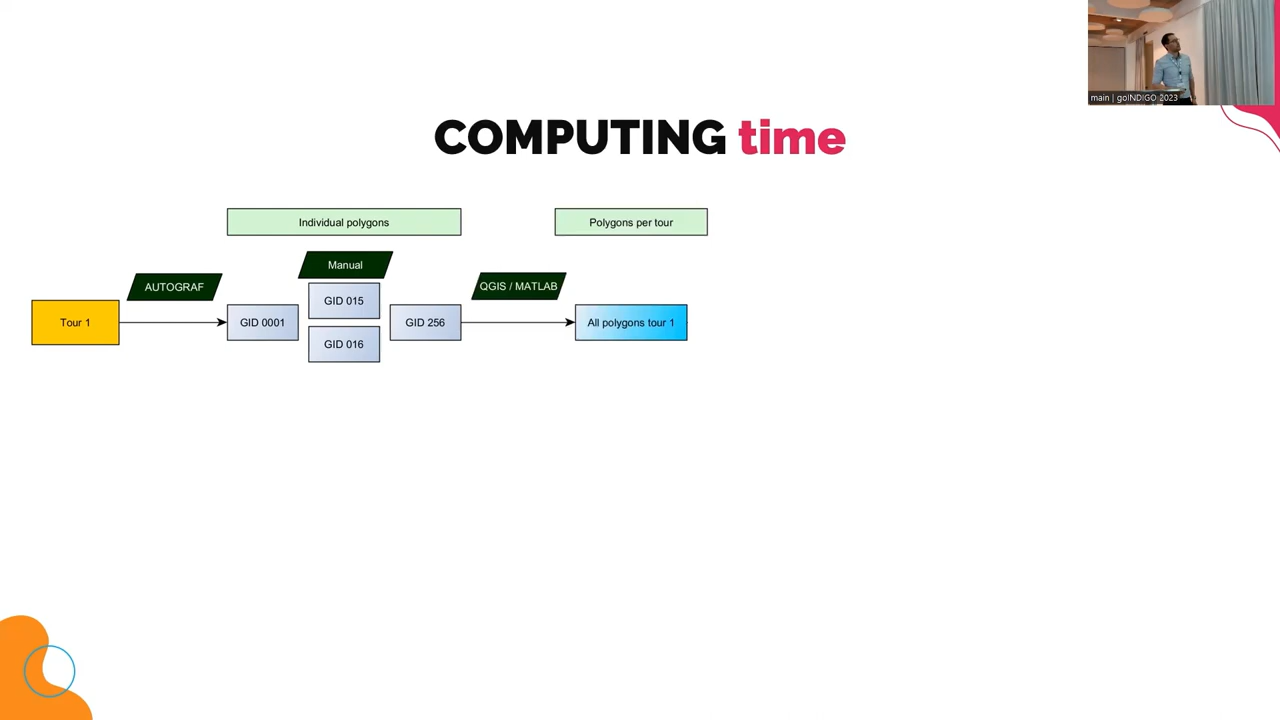 main | goINDIGO 2023
COMPUTING time
Individual polygons
Polygons per tour
Manual
AUTOGRAF
QGIS / MATLAB
Tour 1
GID 0001
GID 015
GID 016
GID 256
All polygons tour 1